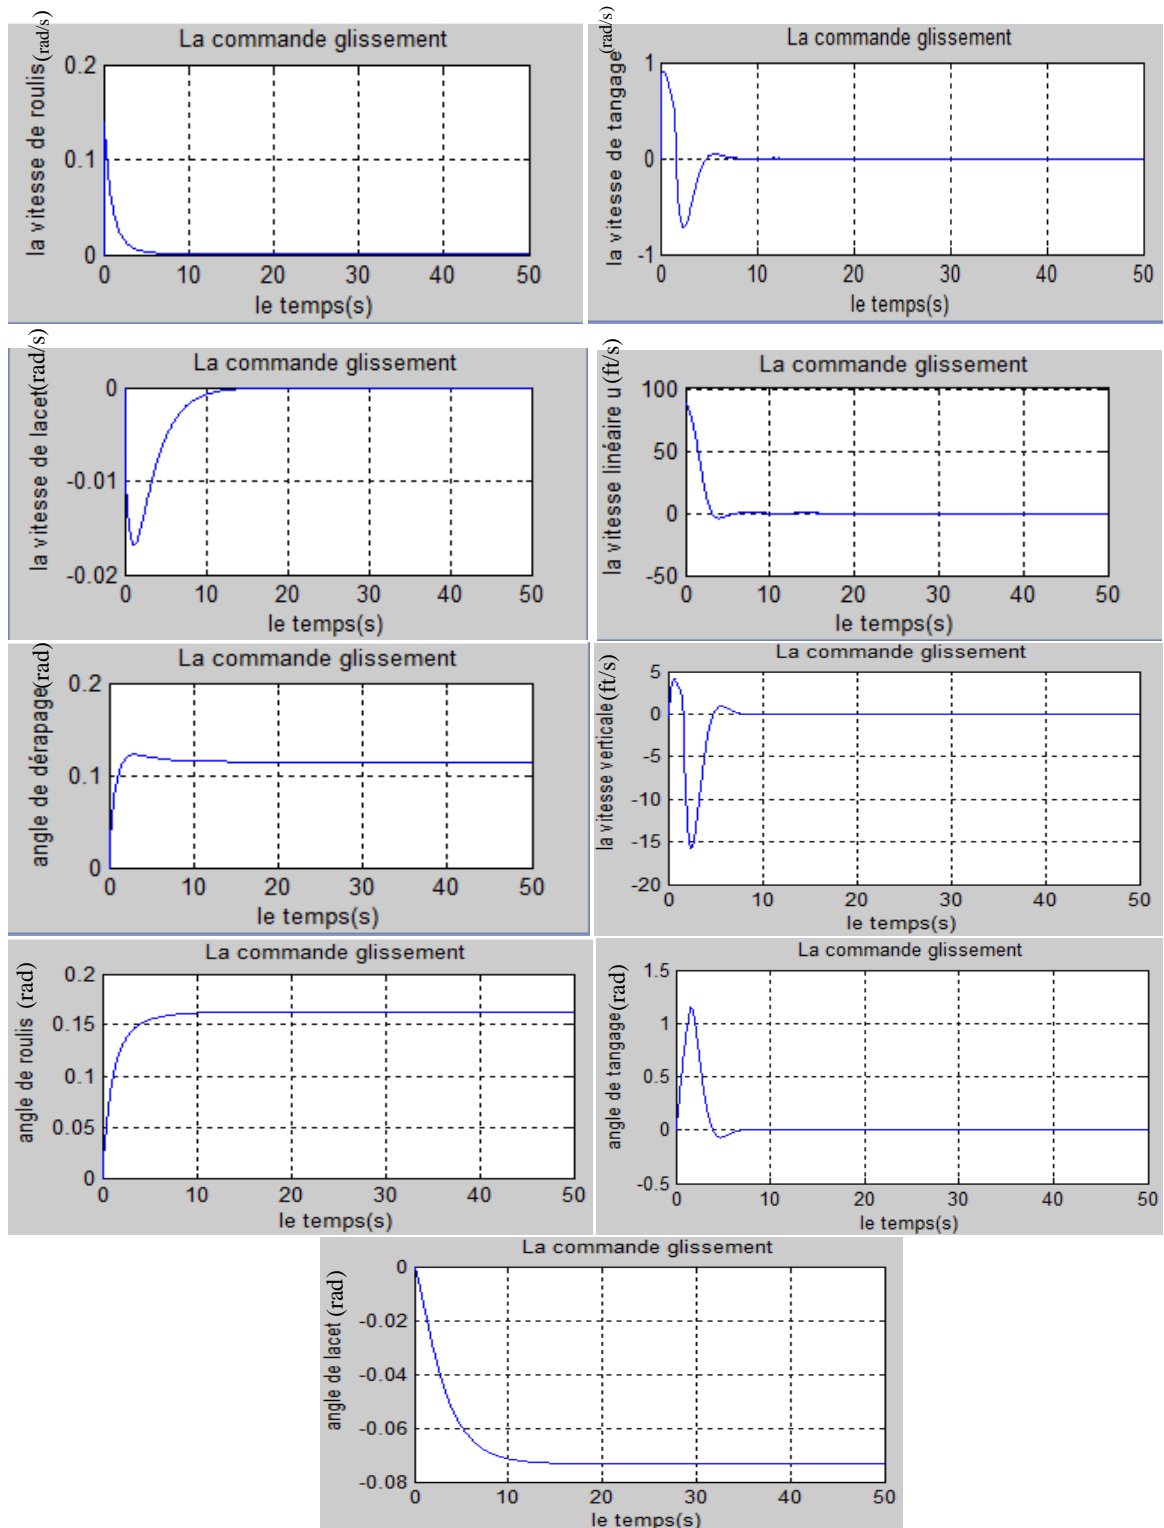 La commande glissement
la vitesse de roulis(rad/s)
0.2
0.1
0
0 10 20 30 40 50
le temps(s)
La commande glissement
la vitesse de tangage(rad/s)
1
0
-1
0 10 20 30 40 50
le temps(s)
La commande glissement
la vitesse de lacet(rad/s)
0
-0.01
-0.02
0 10 20 30 40 50
le temps(s)
La commande glissement
la vitesse linéaire u(ft/s)
100
50
0
-50
0 10 20 30 40 50
le temps(s)
La commande glissement
angle de dérapage(rad)
0.2
0.1
0
0 10 20 30 40 50
le temps(s)
La commande glissement
la vitesse verticale(ft/s)
5
0
-5
-10
-15
-20
0 10 20 30 40 50
le temps(s)
La commande glissement
angle de roulis (rad)
0.2
0.15
0.1
0.05
0
0 10 20 30 40 50
le temps(s)
La commande glissement
angle de tangage(rad)
1.5
1
0.5
0
-0.5
0 10 20 30 40 50
le temps(s)
La commande glissement
angle de lacet (rad)
0
-0.02
-0.04
-0.06
-0.08
0 10 20 30 40 50
le temps(s)